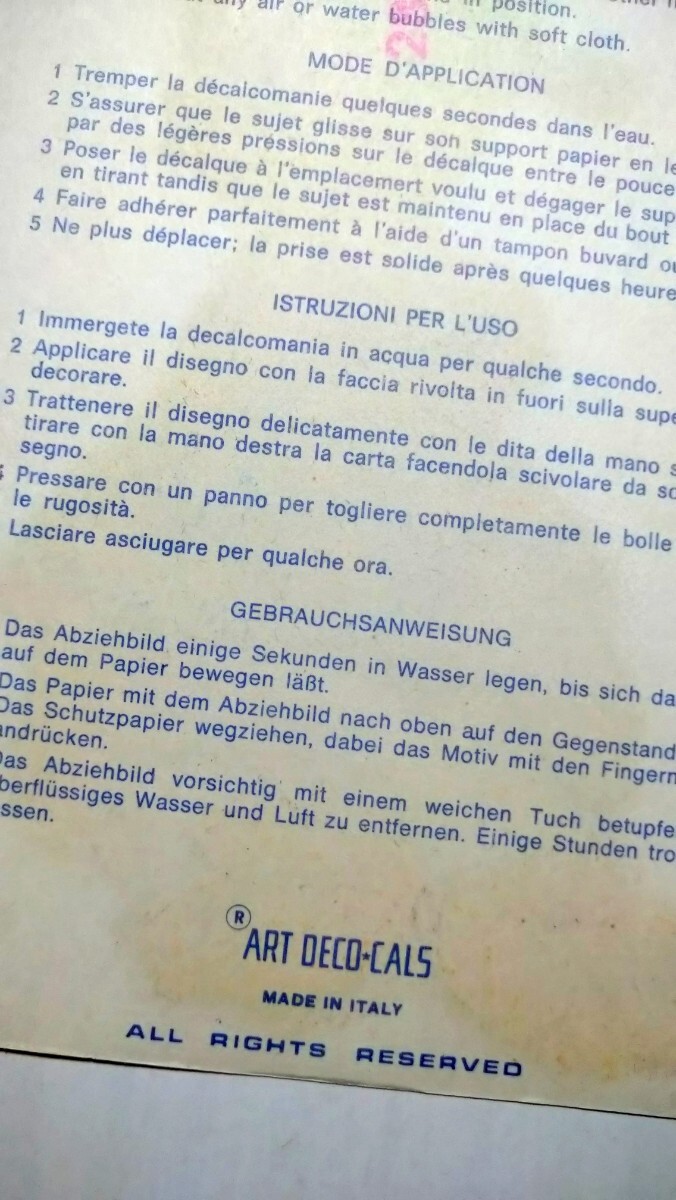 in position.
any air or water bubbles with soft cloth.
MODE D'APPLICATION
1 Tremper la décalcomanie quelques secondes dans l'eau.
2 S'assurer que le sujet glisse sur son support papier en le
par des légères préssions sur le décalque entre le pouce
3 Poser le décalque à l'emplacemert voulu et dégager le sup
en tirant tandis que le sujet est maintenu en place du bout
4 Faire adhérer parfaitement à l'aide d'un tampon buvard ou
5 Ne plus déplacer; la prise est solide après quelques heure
ISTRUZIONI PER L'USO
1 Immergete la decalcomania in acqua per qualche secondo.
2 Applicare il disegno con la faccia rivolta in fuori sulla supe
decorare.
3 Trattenere il disegno delicatamente con le dita della mano s
tirare con la mano destra la carta facendola scivolare da so
segno.
Pressare con un panno per togliere completamente le bolle
le rugosità.
Lasciare asciugare per qualche ora.
GEBRAUCHSANWEISUNG
Das Abziehbild einige Sekunden in Wasser legen, bis sich da
auf dem Papier bewegen läßt.
Das Papier mit dem Abziehbild nach oben auf den Gegenstand
Das Schutzpapier wegziehen, dabei das Motiv mit den Fingern
andrücken.
Das Abziehbild vorsichtig mit einem weichen Tuch betupfe
berflüssiges Wasser und Luft zu entfernen. Einige Stunden tro
ssen.
®
ART DECO★CALS
MADE IN ITALY
ALL RIGHTS RESERVED